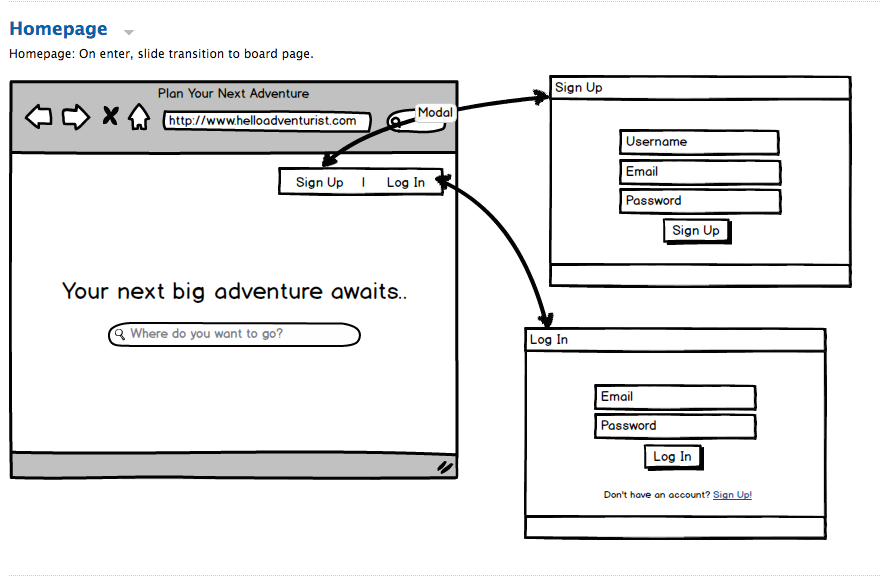 Homepage
Homepage: On enter, slide transition to board page.
Plan Your Next Adventure
http://www.helloadventurist.com
Modal
Sign Up | Log In
Your next big adventure awaits..
Where do you want to go?
Sign Up
Username
Email
Password
Sign Up
Log In
Email
Password
Log In
Don't have an account? Sign Up!